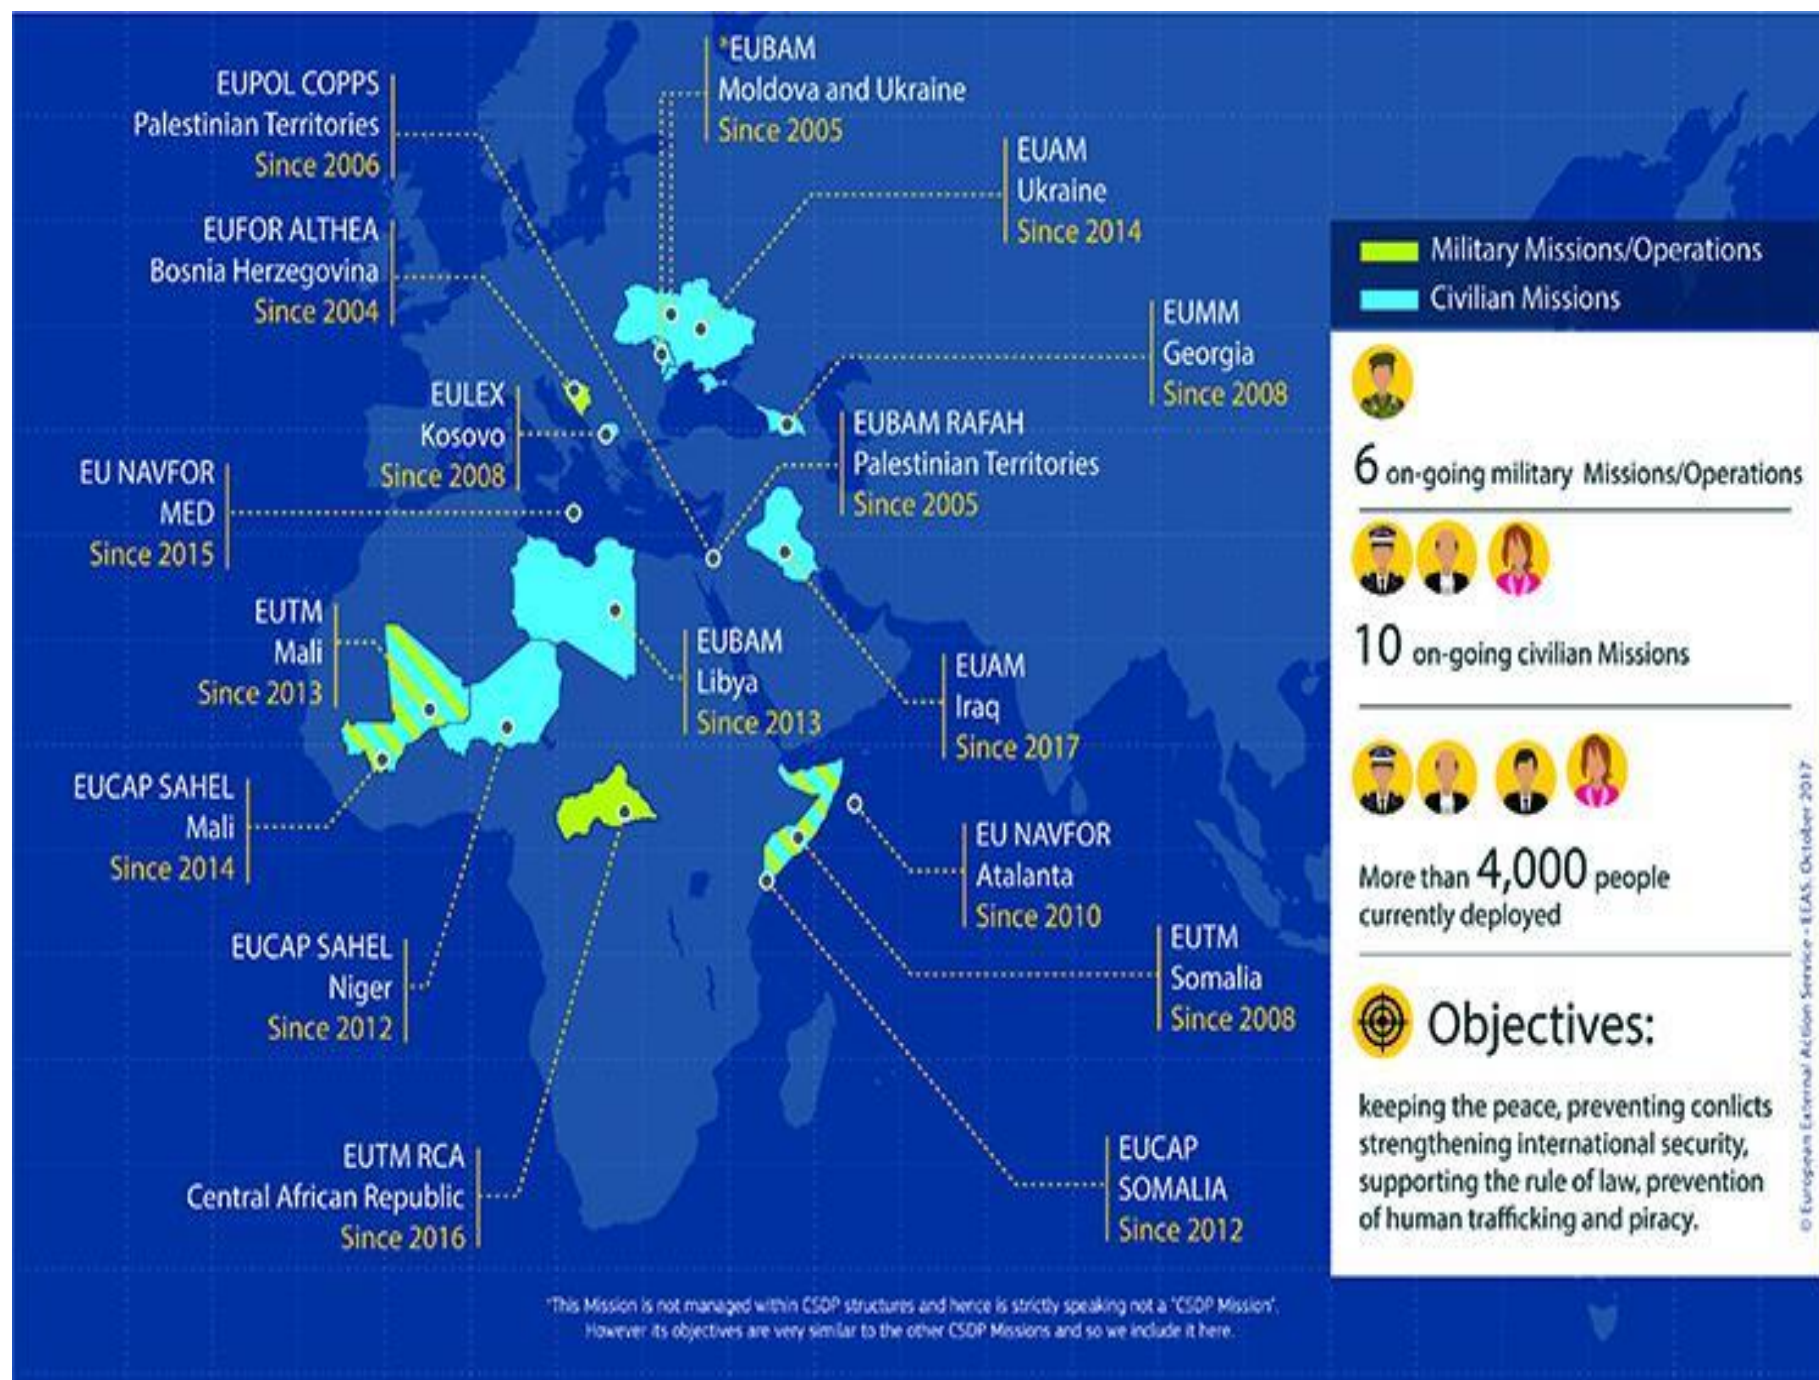 EUPOL COPPS
Palestinian Territories
Since 2006
*EUBAM
Moldova and Ukraine
Since 2005
EUAM
Ukraine
Since 2014
EUFOR ALTHEA
Bosnia Herzegovina
Since 2004
EUMM
Georgia
Since 2008
EULEX
Kosovo
Since 2008
EUBAM RAFAH
Palestinian Territories
Since 2005
EU NAVFOR
MED
Since 2015
EUTM
Mali
Since 2013
EUBAM
Libya
Since 2013
EUAM
Iraq
Since 2017
EUCAP SAHEL
Mali
Since 2014
EU NAVFOR
Atalanta
Since 2010
EUCAP SAHEL
Niger
Since 2012
EUTM
Somalia
Since 2008
EUTM RCA
Central African Republic
Since 2016
EUCAP
SOMALIA
Since 2012
*This Mission is not managed within CSDP structures and hence is strictly speaking not a "CSDP Mission".
However its objectives are very similar to the other CSDP Missions and so we include it here.
Military Missions/Operations
Civilian Missions
6 on-going military Missions/Operations
10 on-going civilian Missions
More than 4,000 people
currently deployed
Objectives:
keeping the peace, preventing conlicts
strengthening international security,
supporting the rule of law, prevention
of human trafficking and piracy.
© European External Action Service - EEAS, October 2017